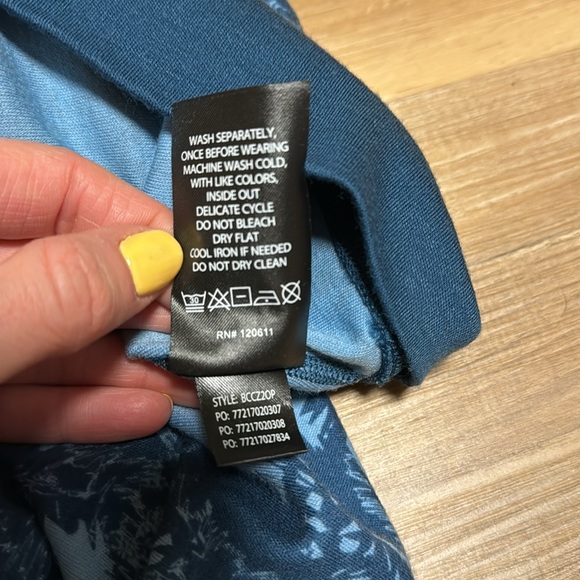 WASH SEPARATELY,
ONCE BEFORE WEARING
MACHINE WASH COLD,
WITH LIKE COLORS,
INSIDE OUT
DELICATE CYCLE
DO NOT BLEACH
DRY FLAT
COOL IRON IF NEEDED
DO NOT DRY CLEAN
30
RN# 120611
STYLE: BCCZ2OP
PO: 77217020307
PO: 77217020308
PO: 77217027834